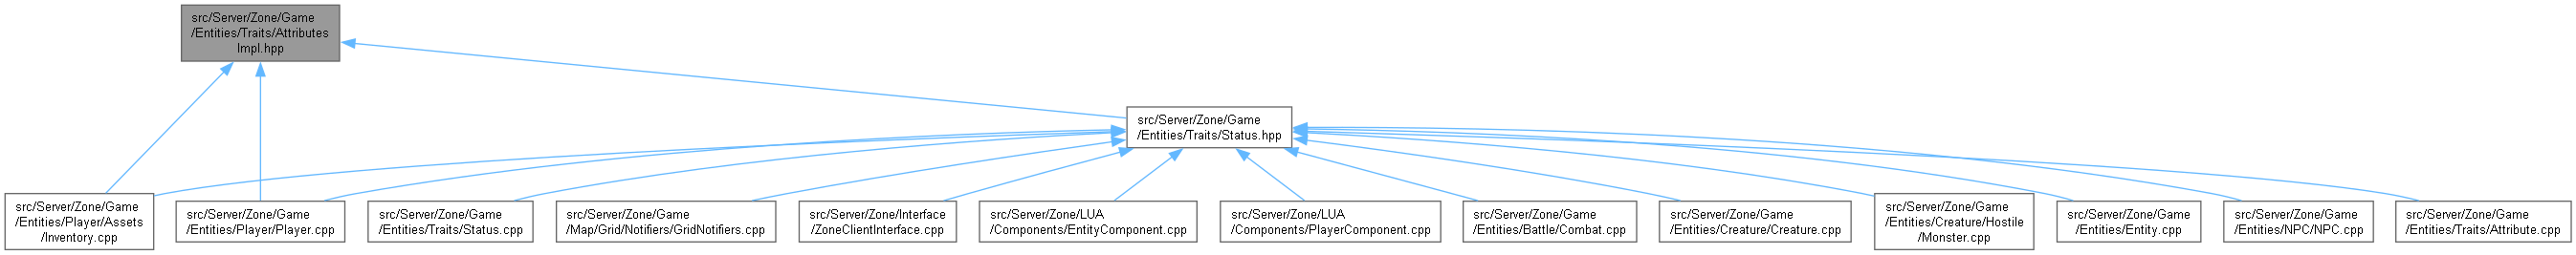 src/Server/Zone/Game
/Entities/Traits/Attributes
Impl.hpp
src/Server/Zone/Game
/Entities/Traits/Status.hpp
src/Server/Zone/Game
/Entities/Player/Assets
/Inventory.cpp
src/Server/Zone/Game
/Entities/Player/Player.cpp
src/Server/Zone/Game
/Entities/Traits/Status.cpp
src/Server/Zone/Game
/Map/Grid/Notifiers/GridNotifiers.cpp
src/Server/Zone/Interface
/ZoneClientInterface.cpp
src/Server/Zone/LUA
/Components/EntityComponent.cpp
src/Server/Zone/LUA
/Components/PlayerComponent.cpp
src/Server/Zone/Game
/Entities/Battle/Combat.cpp
src/Server/Zone/Game
/Entities/Creature/Creature.cpp
src/Server/Zone/Game
/Entities/Creature/Hostile
/Monster.cpp
src/Server/Zone/Game
/Entities/Entity.cpp
src/Server/Zone/Game
/Entities/NPC/NPC.cpp
src/Server/Zone/Game
/Entities/Traits/Attribute.cpp